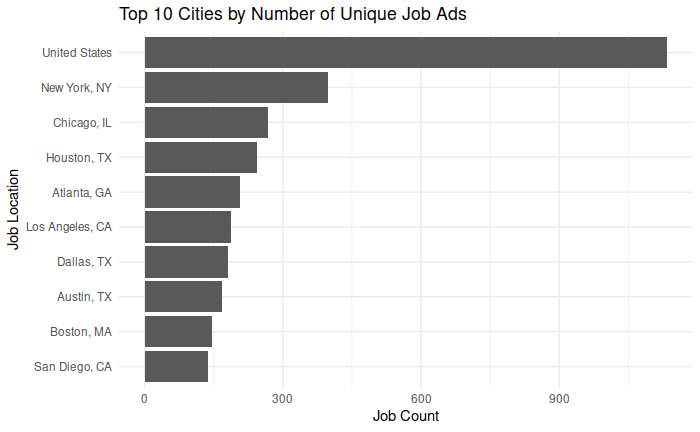 Top 10 Cities by Number of Unique Job Ads
Job Location
United States
New York, NY
Chicago, IL
Houston, TX
Atlanta, GA
Los Angeles, CA
Dallas, TX
Austin, TX
Boston, MA
San Diego, CA
0 300 600 900
Job Count